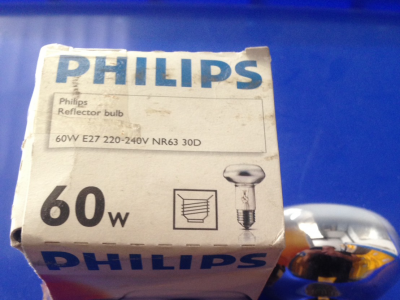 PHILIPS
Philips
Reflector bulb
60W E27 220-240V NR63 30D
60W
PHILIPS